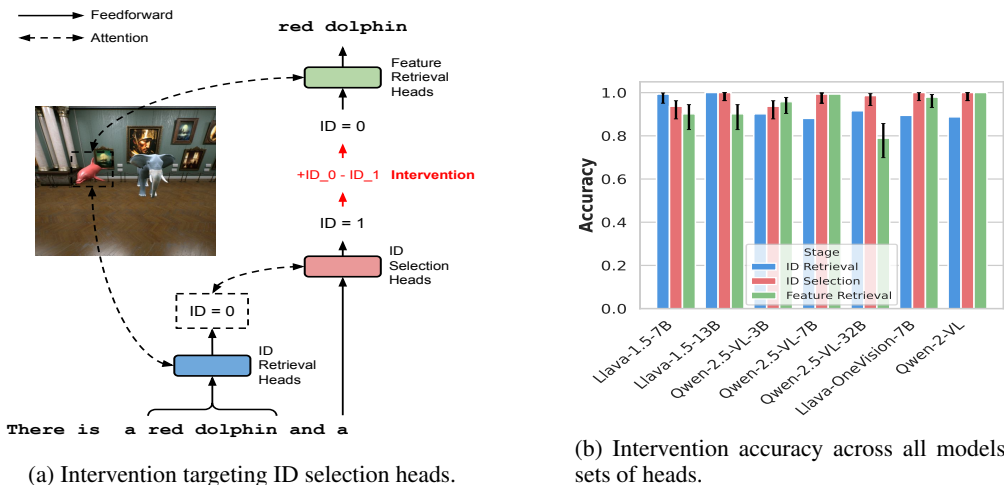 Feedforward
Attention
red dolphin
Feature
Retrieval
Heads
ID = 0
+ID_0 - ID_1 Intervention
ID = 1
ID
Selection
Heads
ID = 0
ID
Retrieval
Heads
There is a red dolphin and a
(a) Intervention targeting ID selection heads.
Accuracy
1.0
0.8
0.6
0.4
0.2
0.0
Stage
ID Retrieval
ID Selection
Feature Retrieval
Llava-1.5-7B
Llava-1.5-13B
Qwen-2.5-VL-3B
Qwen-2.5-VL-7B
Qwen-2.5-VL-32B
Llava-OneVision-7B
Qwen-2-VL
(b) Intervention accuracy across all models
sets of heads.